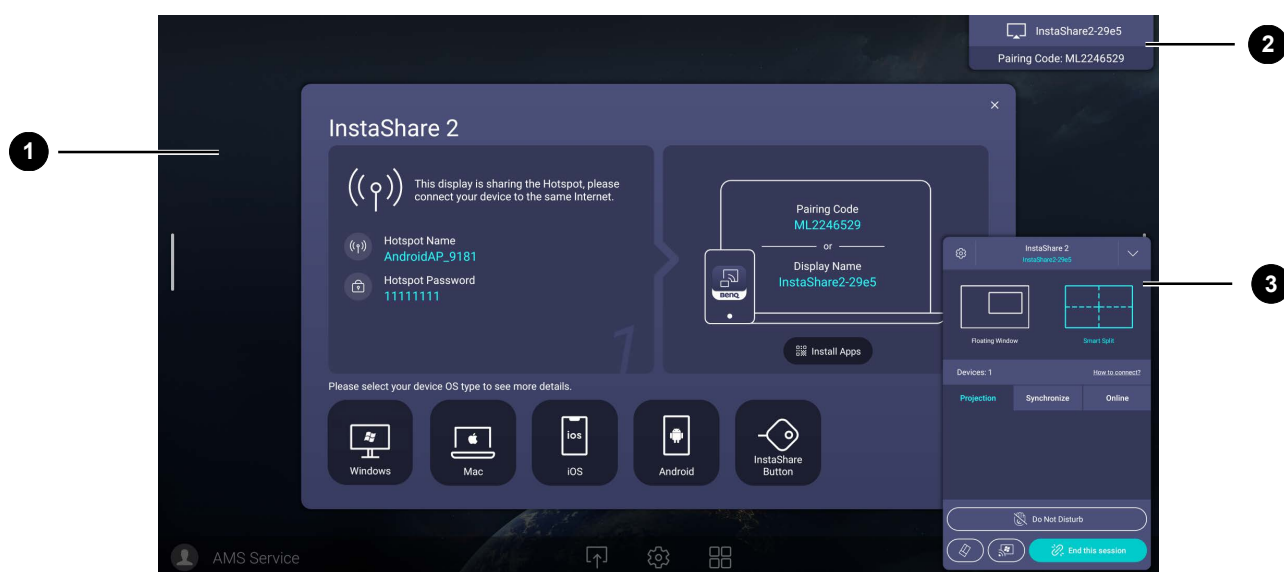 InstaShare2-29e5
2
Pairing Code: ML2246529
1
InstaShare 2
This display is sharing the Hotspot, please
connect your device to the same Internet.
Hotspot Name
AndroidAP_9181
Hotspot Password
11111111
1
Pairing Code
ML2246529
or
Display Name
InstaShare2-29e5
BenQ
Install Apps
Please select your device OS type to see more details.
Windows
Mac
ios
iOS
Android
InstaShare
Button
InstaShare 2
InstaShare2-29e5
3
Floating Window
Smart Split
Devices: 1
How to connect?
Projection
Synchronize
Online
Do Not Disturb
End this session
AMS Service